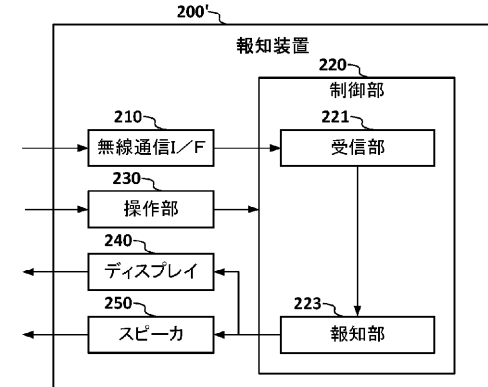 200'
報知装置
220
制御部
210
無線通信I/F
221
受信部
230
操作部
240
ディスプレイ
250
スピーカ
223
報知部